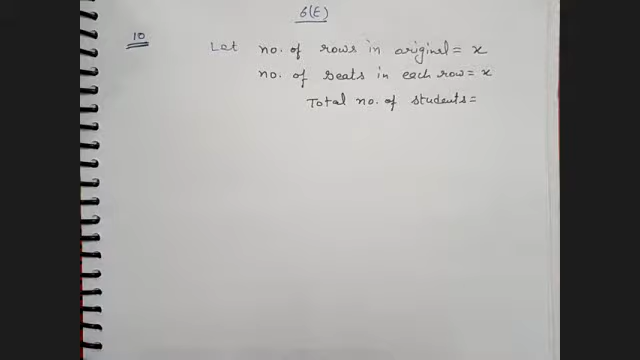 6(E)
10
Let no. of rows in original = x
no. of seats in each row = x
Total no. of students =